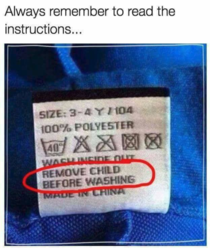 Always remember to read the
instructions...
SIZE: 3-4 Y / 104
100% POLYESTER
40°
WASH INSIDE OUT
REMOVE CHILD
BEFORE WASHING
MADE IN CHINA